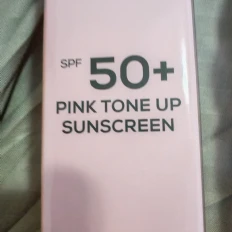 SPF 50+
PINK TONE UP
SUNSCREEN